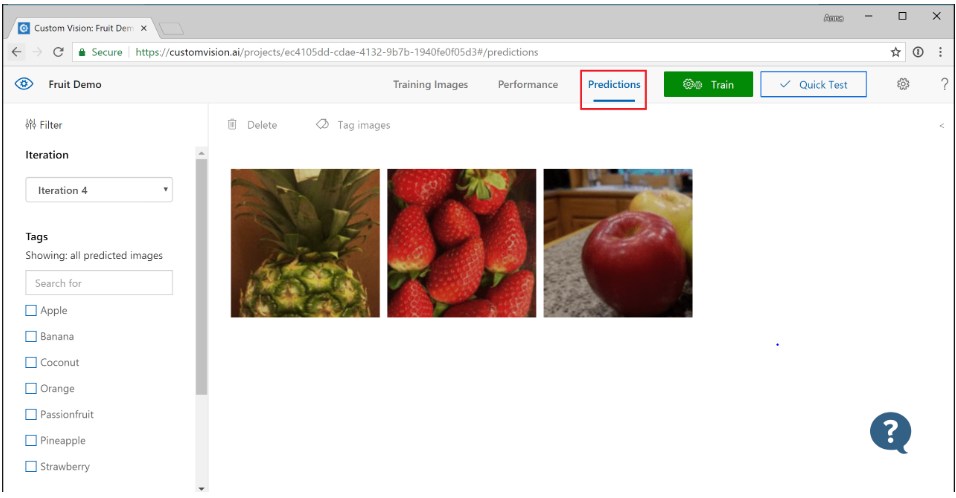 Custom Vision: Fruit Dem
Anna
Secure https://customvision.ai/projects/ec4105dd-cdae-4132-9b7b-1940fe0f05d3#/predictions
Fruit Demo Training Images Performance Predictions Train Quick Test ?
Filter Delete Tag images <
Iteration
Iteration 4
Tags
Showing: all predicted images
Search for
Apple
Banana
Coconut
Orange
Passionfruit
Pineapple
Strawberry
?